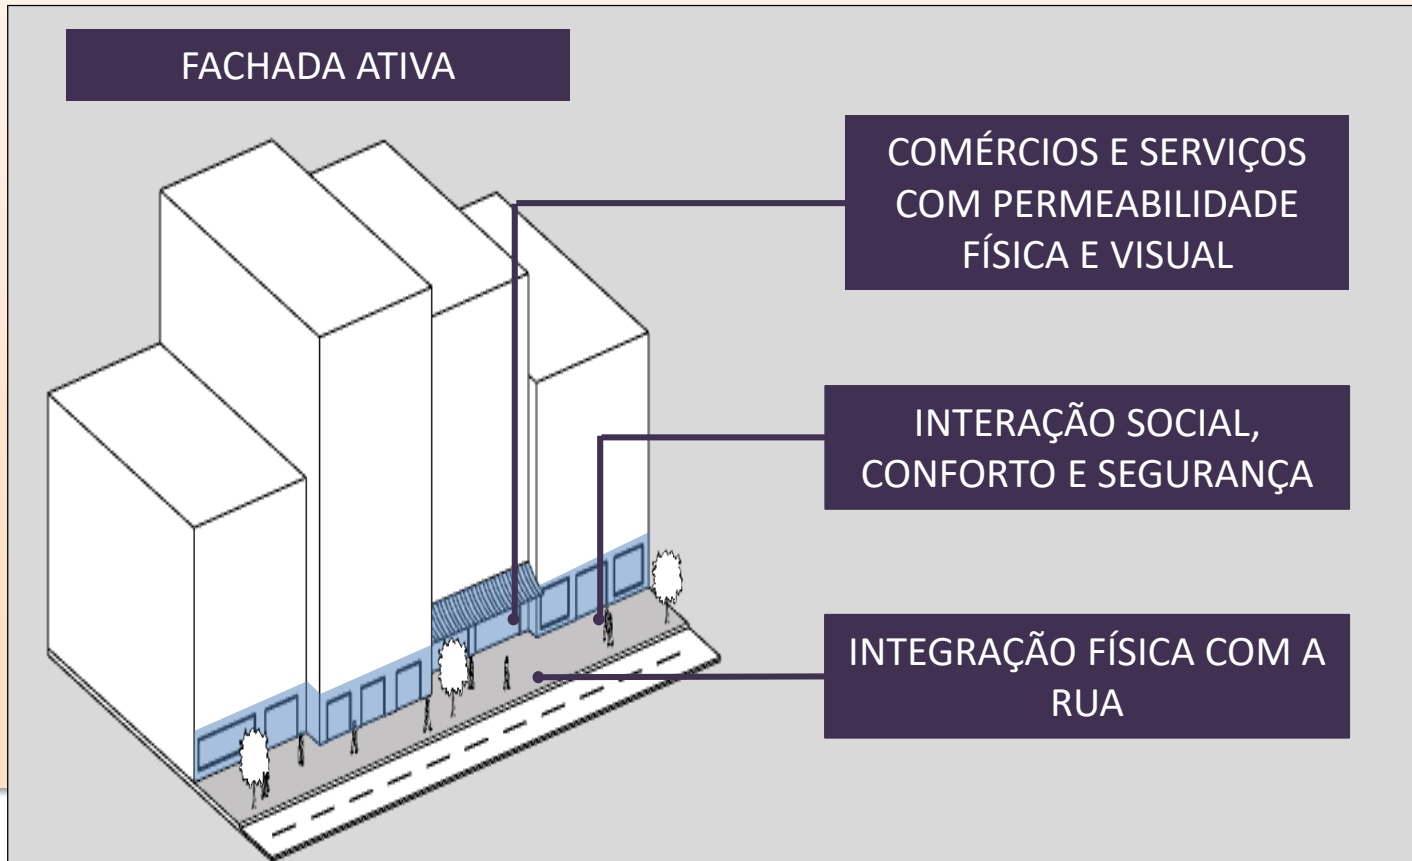 FACHADA ATIVA
COMÉRCIOS E SERVIÇOS
COM PERMEABILIDADE
FÍSICA E VISUAL
INTERAÇÃO SOCIAL,
CONFORTO E SEGURANÇA
INTEGRAÇÃO FÍSICA COM A
RUA